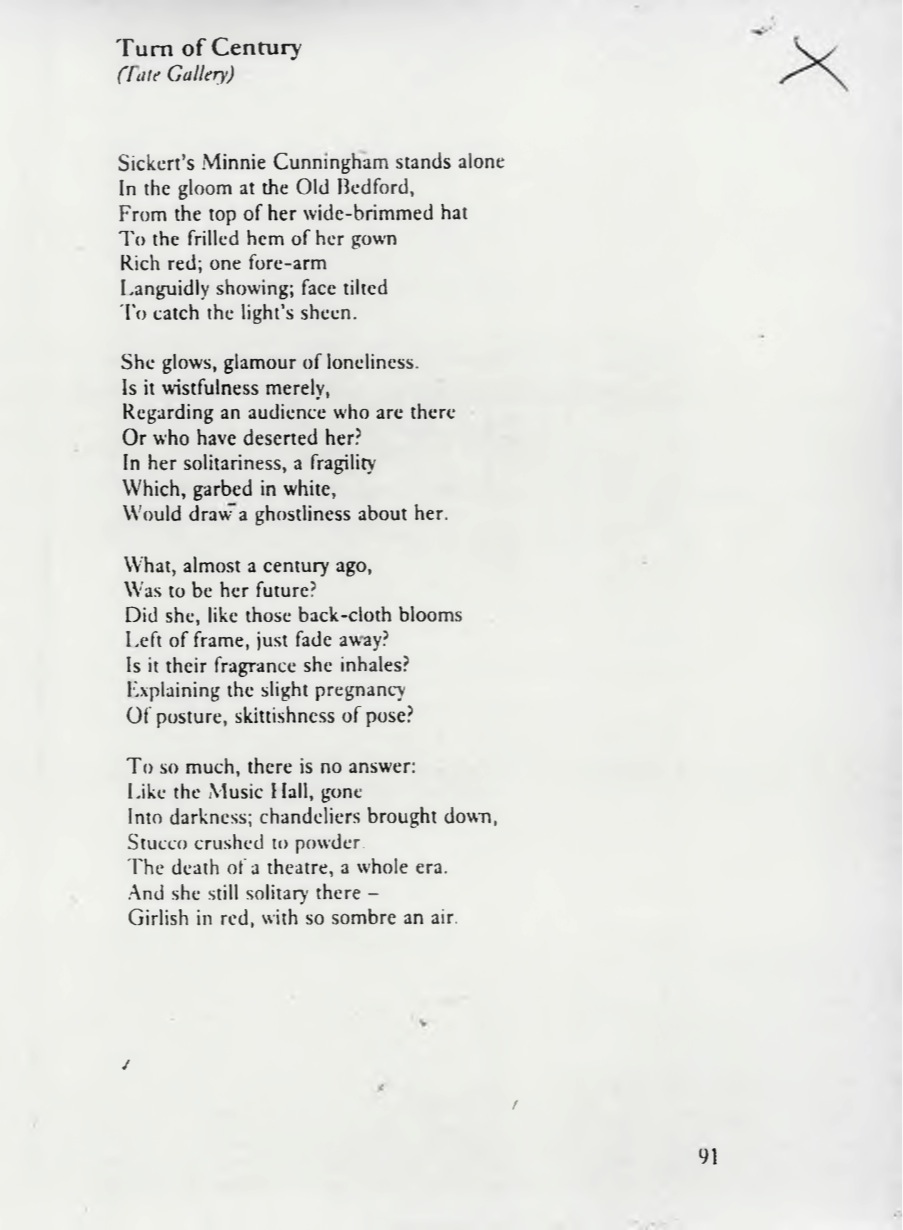 Turn of Century
(Tate Gallery)
Sickert's Minnie Cunningham stands alone
In the gloom at the Old Bedford,
From the top of her wide-brimmed hat
To the frilled hem of her gown
Rich red; one fore-arm
Languidly showing; face tilted
To catch the light's sheen.
She glows, glamour of loneliness.
Is it wistfulness merely,
Regarding an audience who are there
Or who have deserted her?
In her solitariness, a fragility
Which, garbed in white,
Would draw a ghostliness about her.
What, almost a century ago,
Was to be her future?
Did she, like those back-cloth blooms
Left of frame, just fade away?
Is it their fragrance she inhales?
Explaining the slight pregnancy
Of posture, skittishness of pose?
To so much, there is no answer:
Like the Music Hall, gone
Into darkness; chandeliers brought down,
Stucco crushed to powder.
The death of a theatre, a whole era.
And she still solitary there –
Girlish in red, with so sombre an air.
91